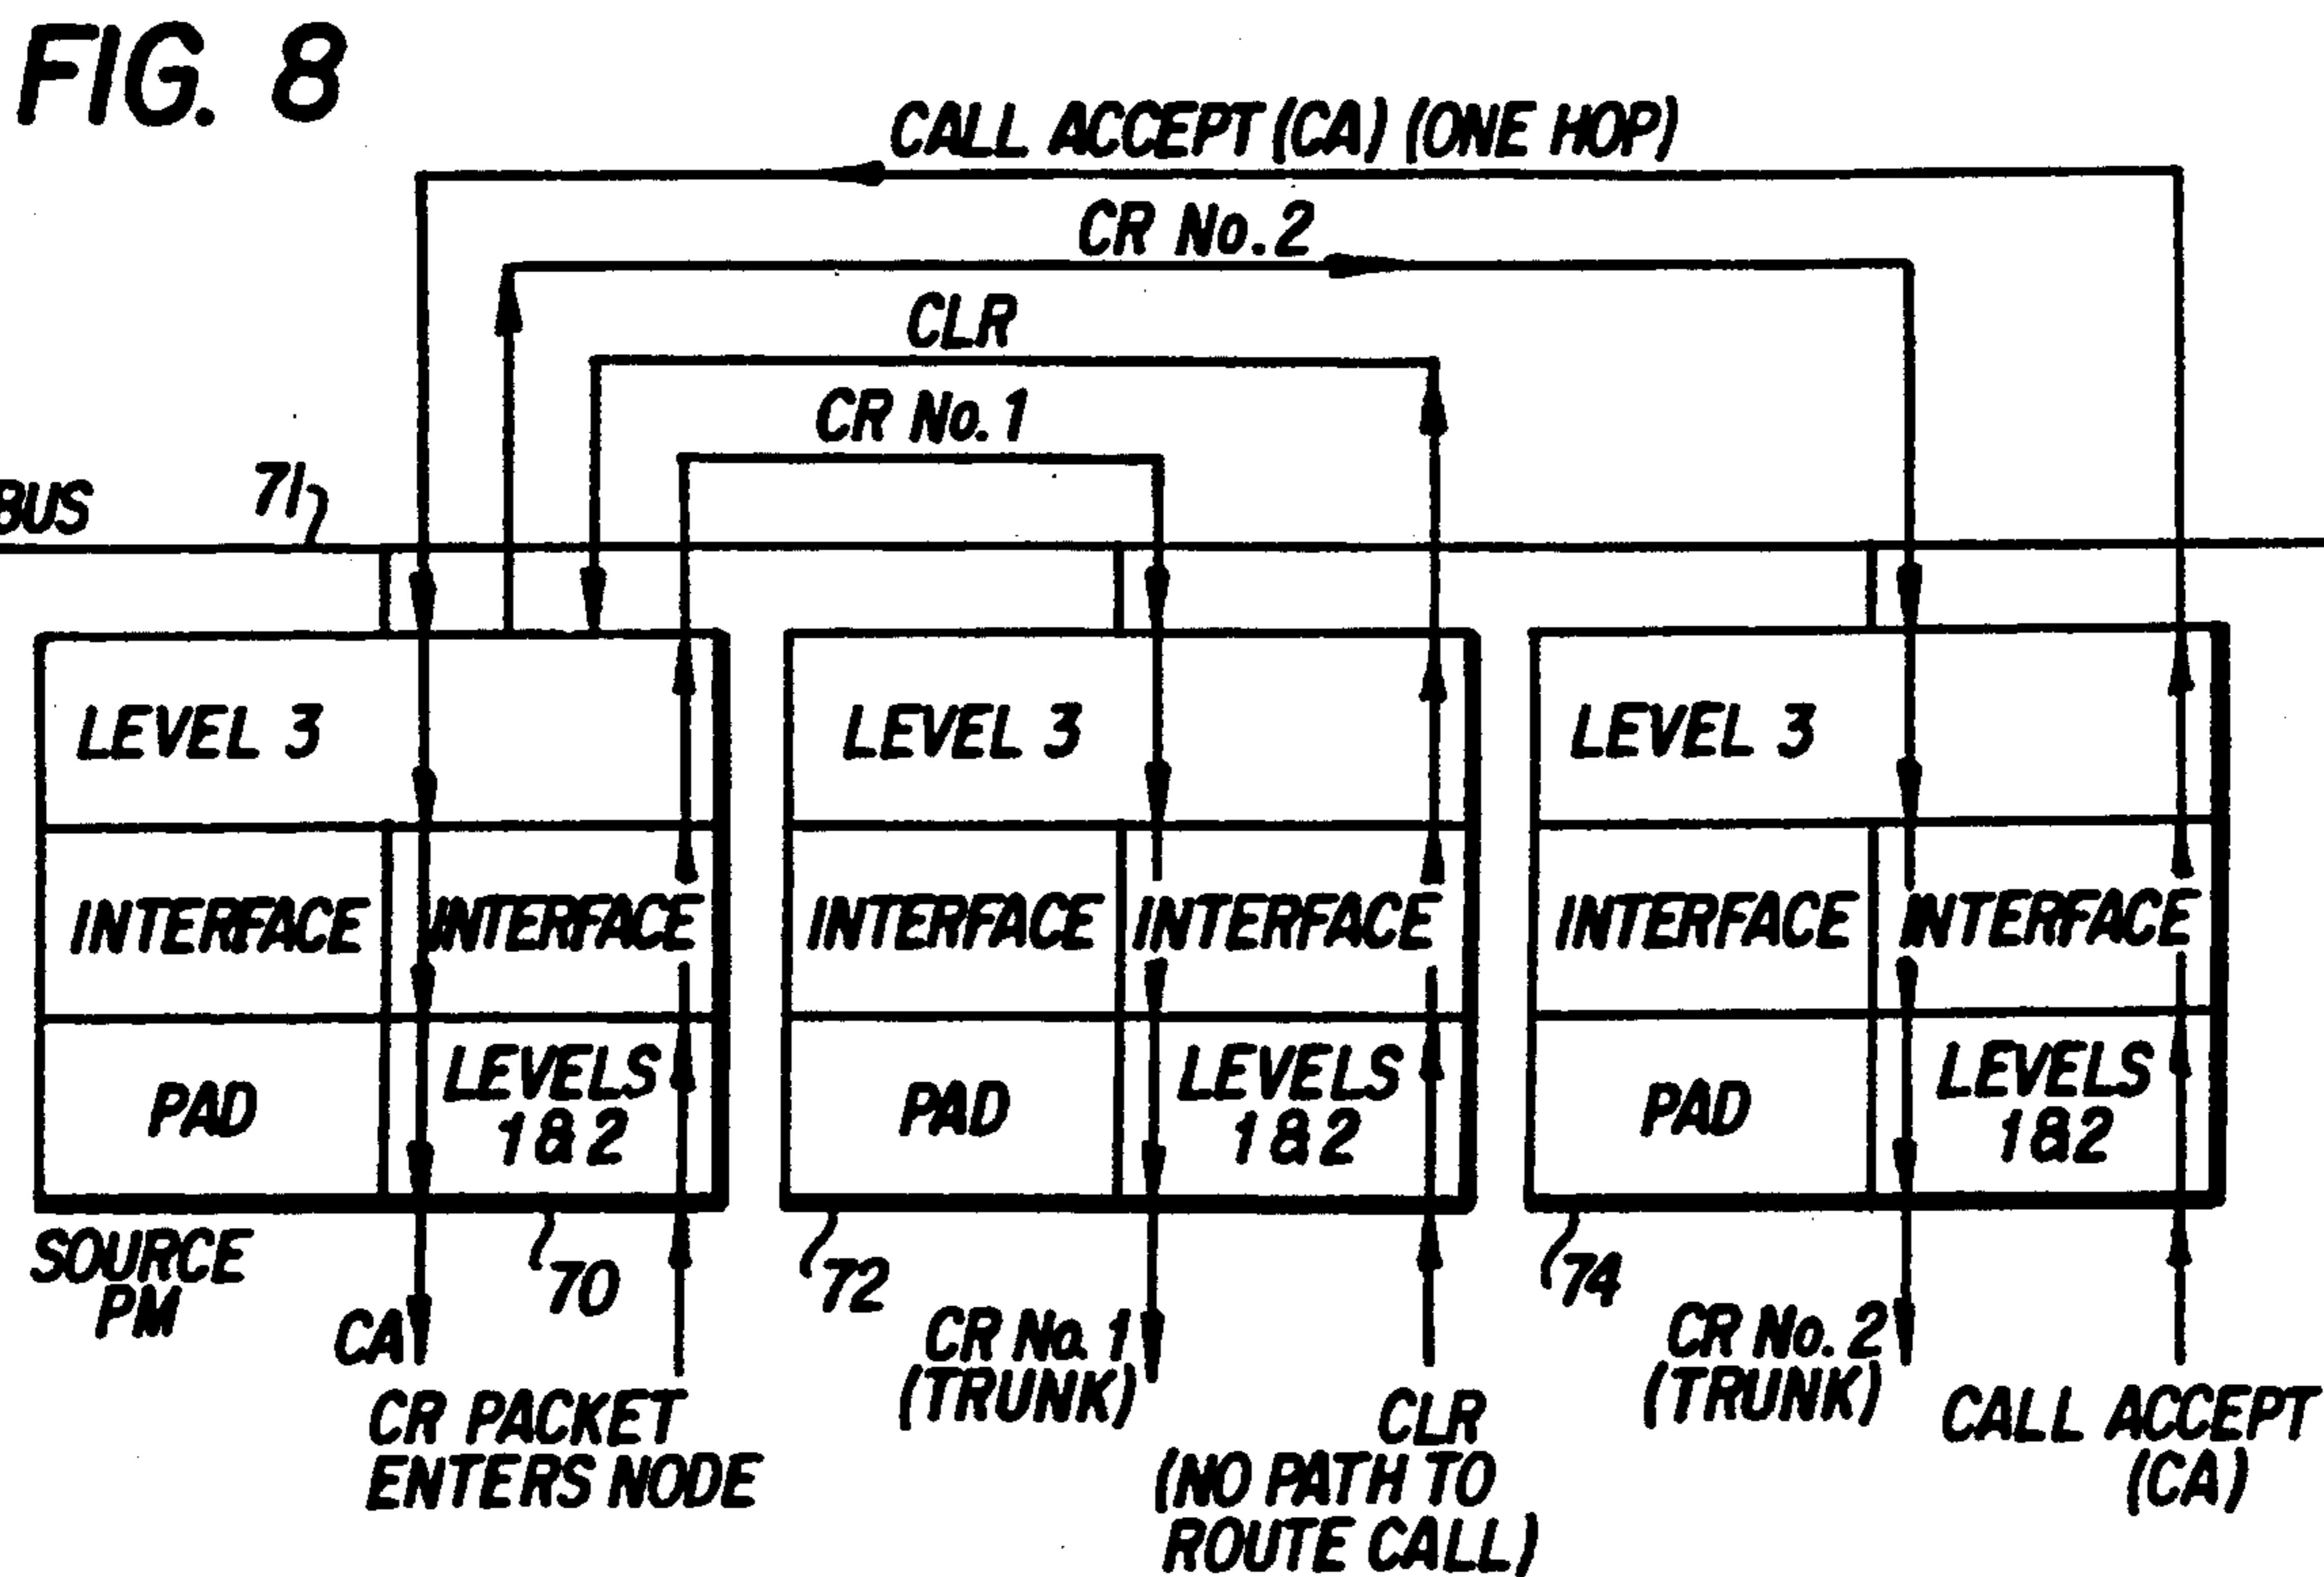 FIG. 8
CALL ACCEPT (CA) (ONE HOP)
CR No. 2
CLR
CR No. 1
BUS
71
LEVEL 3
LEVEL 3
LEVEL 3
INTERFACE
INTERFACE
INTERFACE
INTERFACE
INTERFACE
INTERFACE
PAD
LEVELS
1 & 2
PAD
LEVELS
1 & 2
PAD
LEVELS
1 & 2
SOURCE
PM
70
72
74
CA
CR PACKET
ENTERS NODE
CR No. 1
(TRUNK)
CLR
(NO PATH TO
ROUTE CALL)
CR No. 2
(TRUNK)
CALL ACCEPT
(CA)